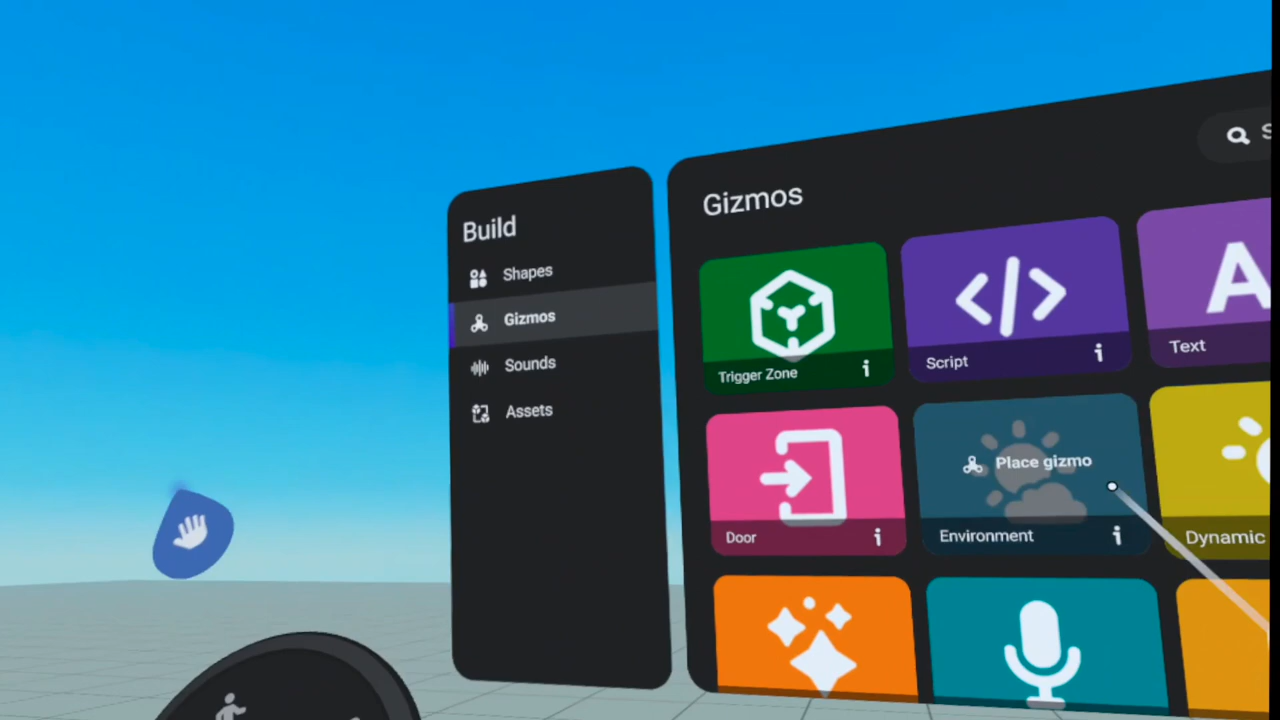 Build
Shapes
Gizmos
Sounds
Assets
Gizmos
Trigger Zone
Script
Text
Door
Place gizmo
Environment
Dynamic